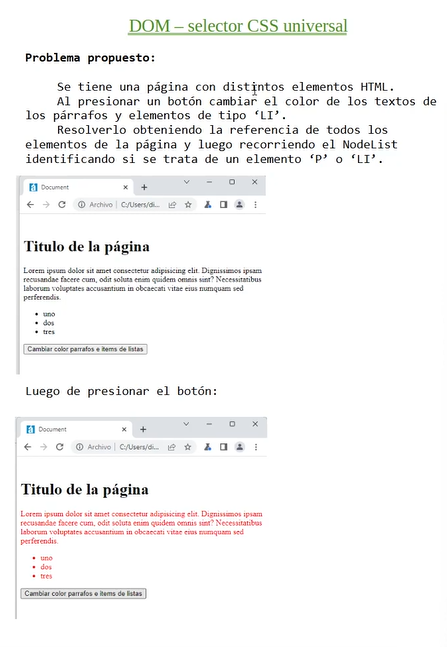 DOM – selector CSS universal
Problema propuesto:
Se tiene una página con distintos elementos HTML.
Al presionar un botón cambiar el color de los textos de
los párrafos y elementos de tipo ‘LI’.
Resolverlo obteniendo la referencia de todos los
elementos de la página y luego recorriendo el NodeList
identificando si se trata de un elemento ‘P’ o ‘LI’.
Document
Archivo | C:/Users/di...
Titulo de la página
Lorem ipsum dolor sit amet consectetur adipisicing elit. Dignissimos ipsam
recusandae facere cum, odit soluta enim quidem omnis sint? Necessitatibus
laborum voluptates accusantium in obcaecati vitae eius numquam sed
perferendis.
• uno
• dos
• tres
Cambiar color parrafos e items de listas
Luego de presionar el botón:
Document
Archivo | C:/Users/di...
Titulo de la página
Lorem ipsum dolor sit amet consectetur adipisicing elit. Dignissimos ipsam
recusandae facere cum, odit soluta enim quidem omnis sint? Necessitatibus
laborum voluptates accusantium in obcaecati vitae eius numquam sed
perferendis.
• uno
• dos
• tres
Cambiar color parrafos e items de listas